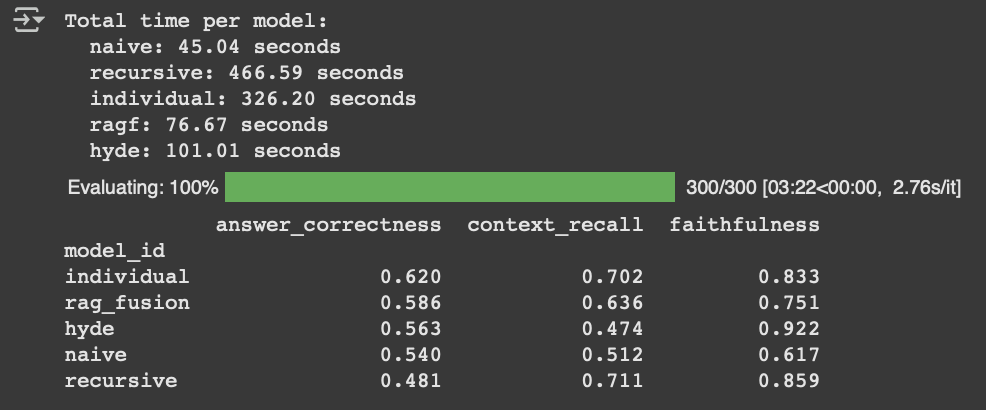 Total time per model:
naive: 45.04 seconds
recursive: 466.59 seconds
individual: 326.20 seconds
ragf: 76.67 seconds
hyde: 101.01 seconds
Evaluating: 100% 300/300 [03:22<00:00, 2.76s/it]
answer_correctness context_recall faithfulness
model_id
individual 0.620 0.702 0.833
rag_fusion 0.586 0.636 0.751
hyde 0.563 0.474 0.922
naive 0.540 0.512 0.617
recursive 0.481 0.711 0.859